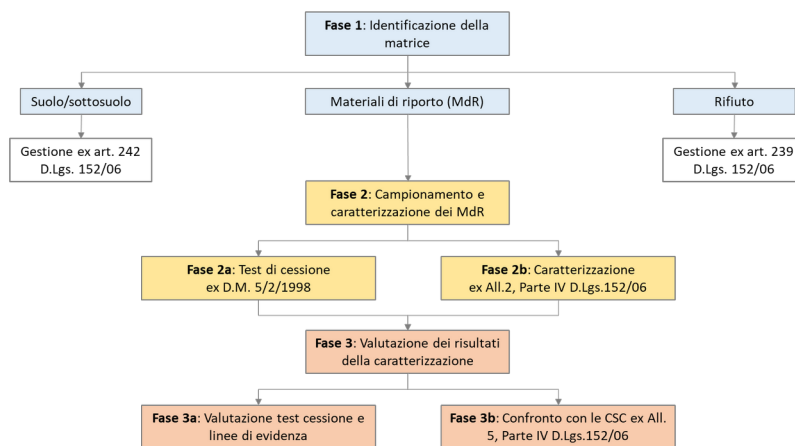 Fase 1: Identificazione della
matrice
Suolo/sottosuolo
Materiali di riporto (MdR)
Rifiuto
Gestione ex art. 242
D.Lgs. 152/06
Gestione ex art. 239
D.Lgs. 152/06
Fase 2: Campionamento e
caratterizzazione dei MdR
Fase 2a: Test di cessione
ex D.M. 5/2/1998
Fase 2b: Caratterizzazione
ex All.2, Parte IV D.Lgs.152/06
Fase 3: Valutazione dei risultati
della caratterizzazione
Fase 3a: Valutazione test cessione e
linee di evidenza
Fase 3b: Confronto con le CSC ex All.
5, Parte IV D.Lgs.152/06